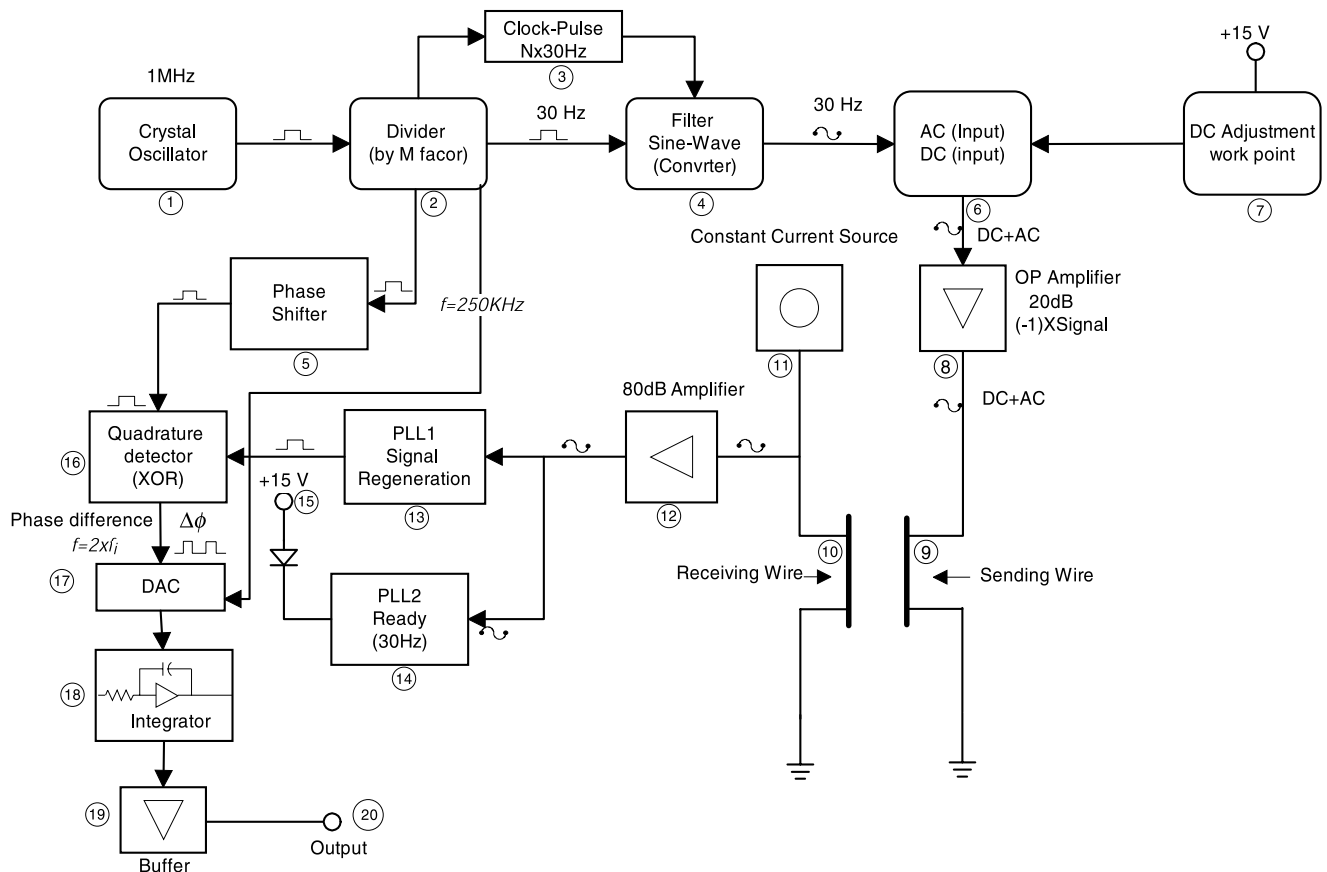 Clock-Pulse
Nx30Hz
3
+15 V
1MHz
Crystal
Oscillator
1
Divider
(by M facor)
2
30 Hz
Filter
Sine-Wave
(Convrter)
4
30 Hz
AC (Input)
DC (input)
6
DC Adjustment
work point
7
DC+AC
Constant Current Source
11
OP Amplifier
20dB
(-1)XSignal
8
DC+AC
Phase
Shifter
5
f=250KHz
80dB Amplifier
12
Quadrature
detector
(XOR)
16
PLL1
Signal
Regeneration
13
+15 V
15
Phase difference
Δϕ
f=2xf_i
17
DAC
PLL2
Ready
(30Hz)
14
10
9
Receiving Wire
Sending Wire
18
Integrator
19
Buffer
20
Output